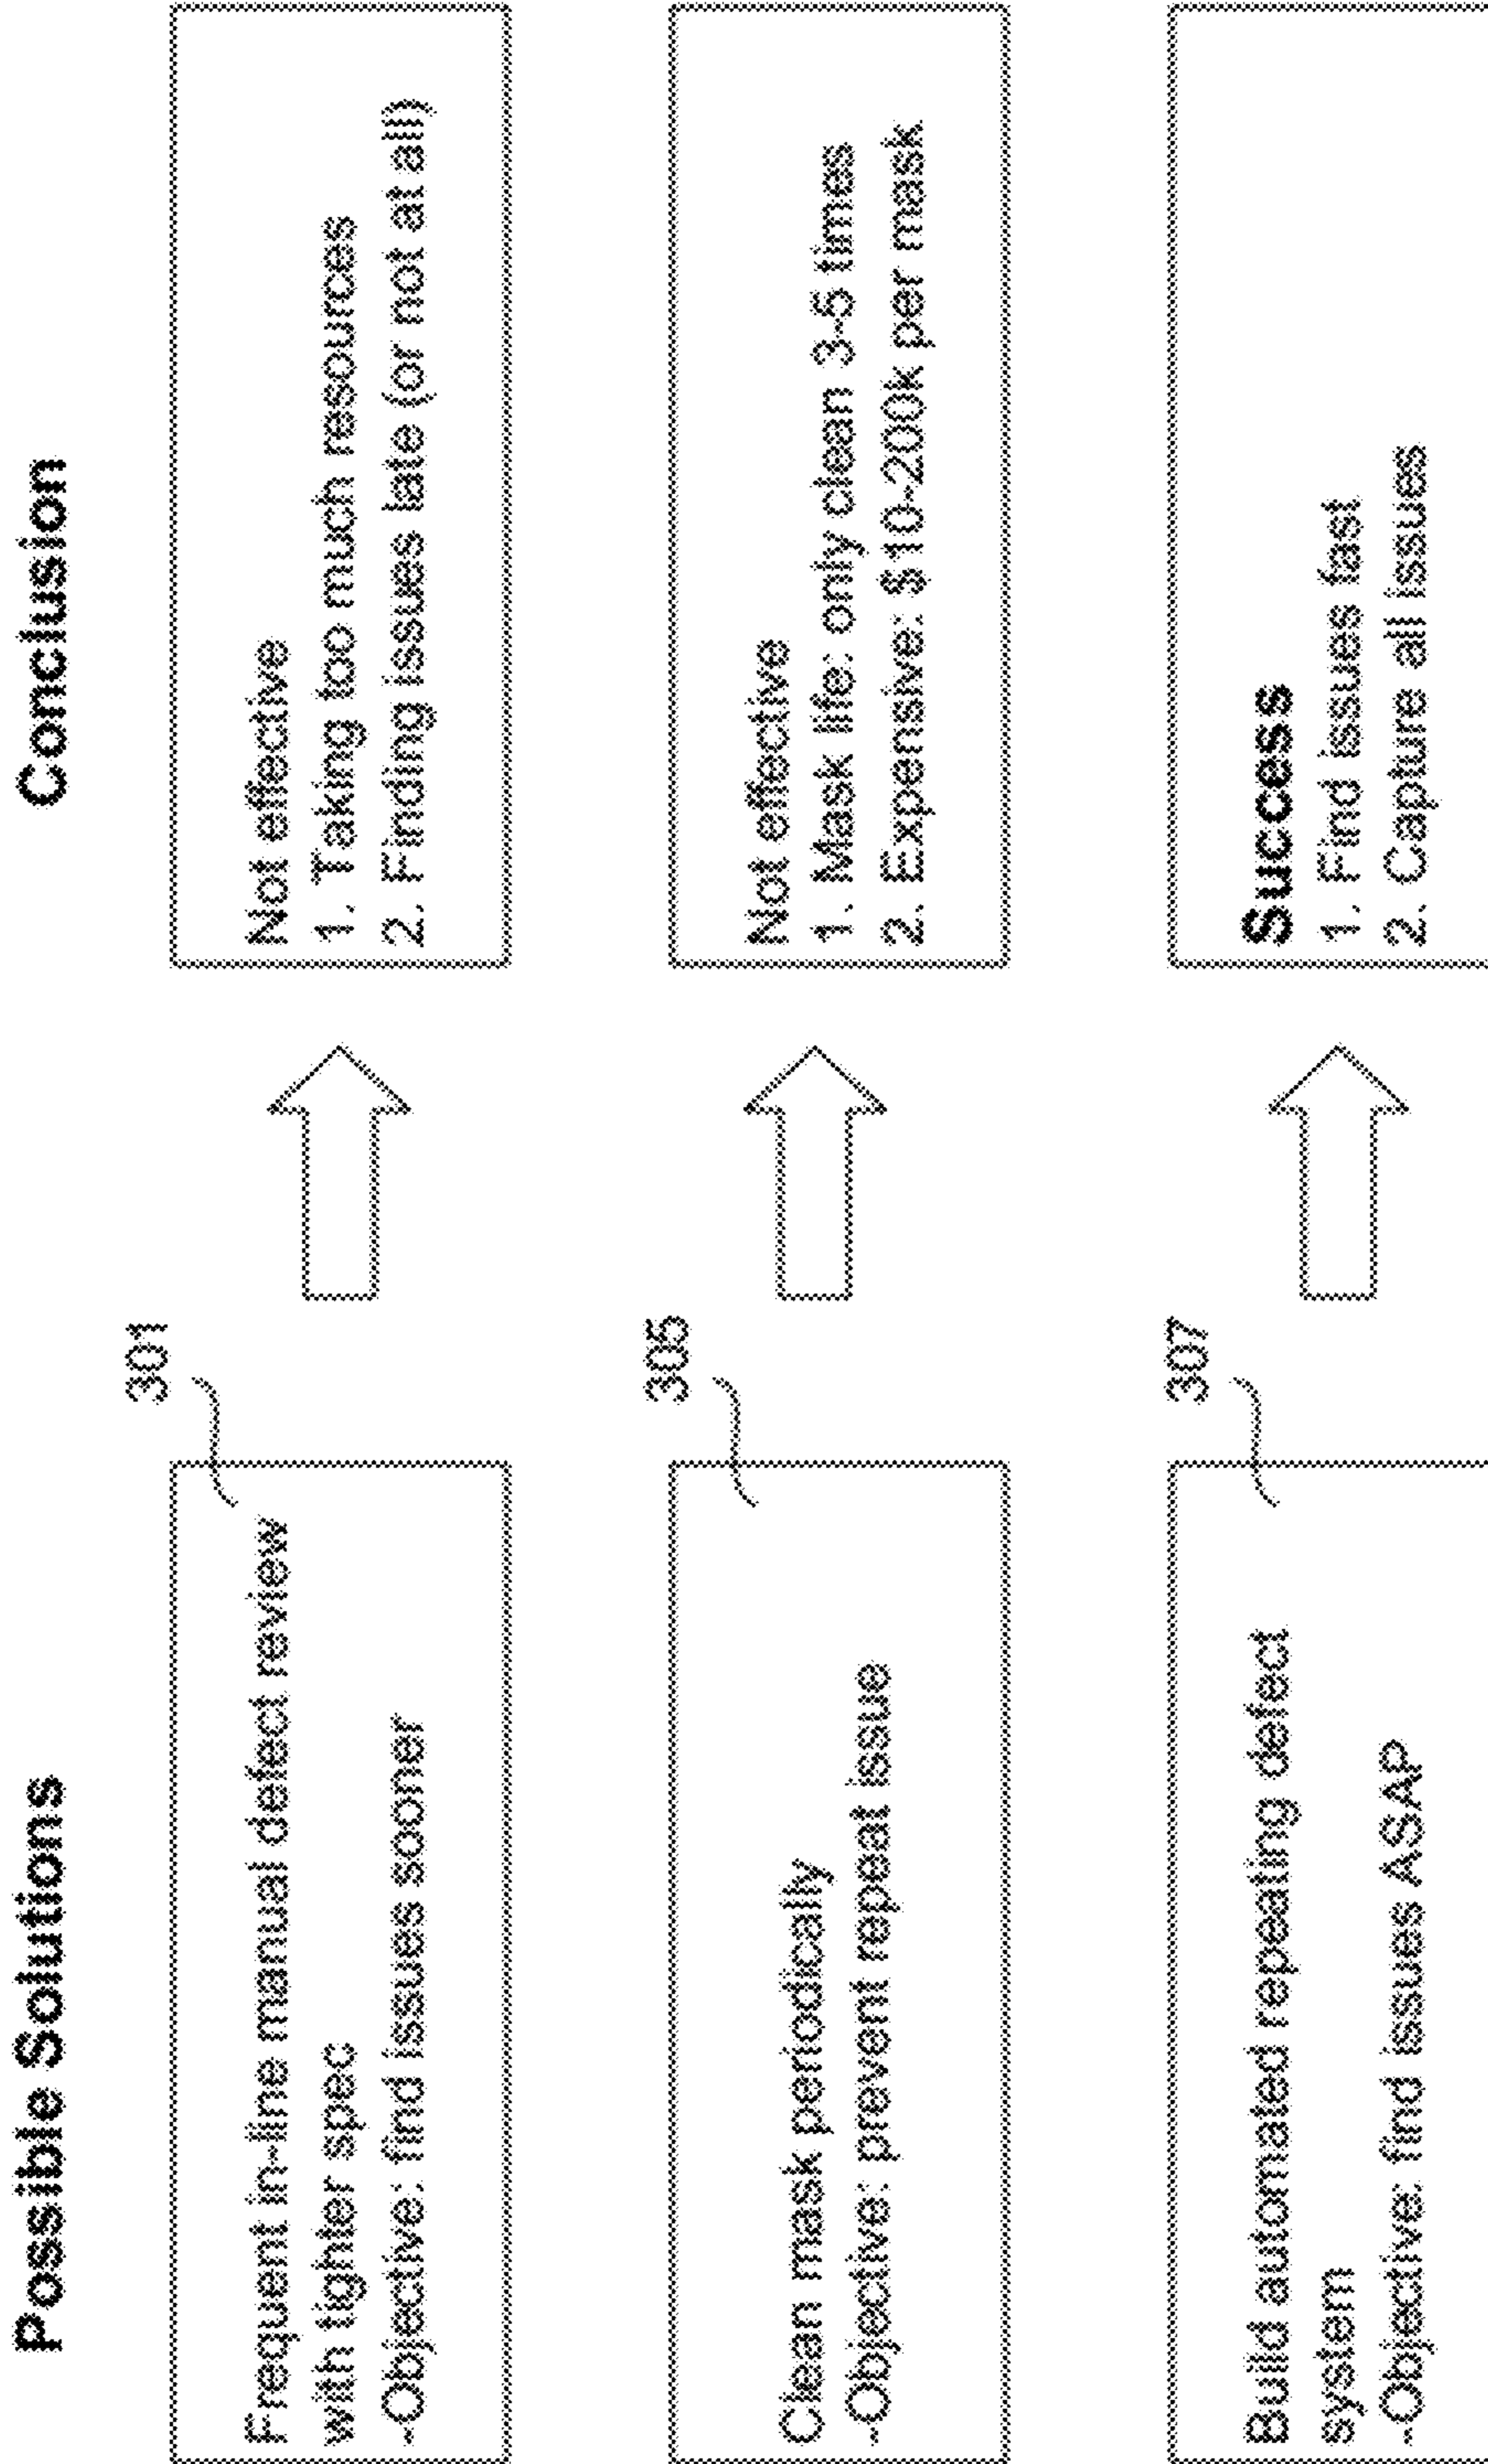 Possible Solutions
Conclusion
301
Frequent in-line manual defect review
with tighter spec
-Objective: find issues sooner
Not effective
1. Taking too much resources
2. Finding issues late (or not at all)
305
Clean mask periodically
-Objective: prevent repeat issue
Not effective
1. Mask life: only clean 3-5 times
2. Expensive: $10-200k per mask
307
Build automated repeating defect
system
-Objective: find issues ASAP
Success
1. Find issues fast
2. Capture all issues